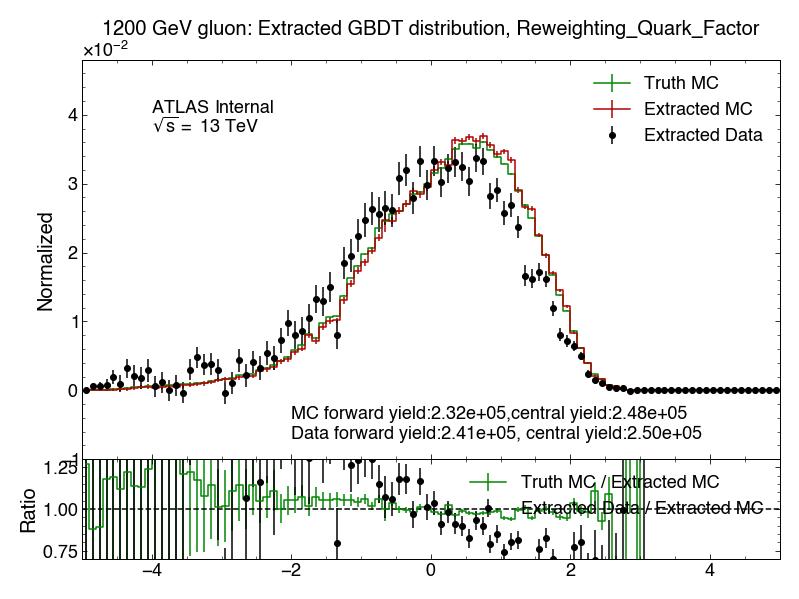 1200 GeV gluon: Extracted GBDT distribution, Reweighting_Quark_Factor
×10⁻²
ATLAS Internal
√s = 13 TeV
Truth MC
Extracted MC
Extracted Data
Normalized
4
3
2
1
0
MC forward yield:2.32e+05,central yield:2.48e+05
Data forward yield:2.41e+05, central yield:2.50e+05
Ratio
1
1.25
1.00
0.75
Truth MC / Extracted MC
Extracted Data / Extracted MC
−4 −2 0 2 4